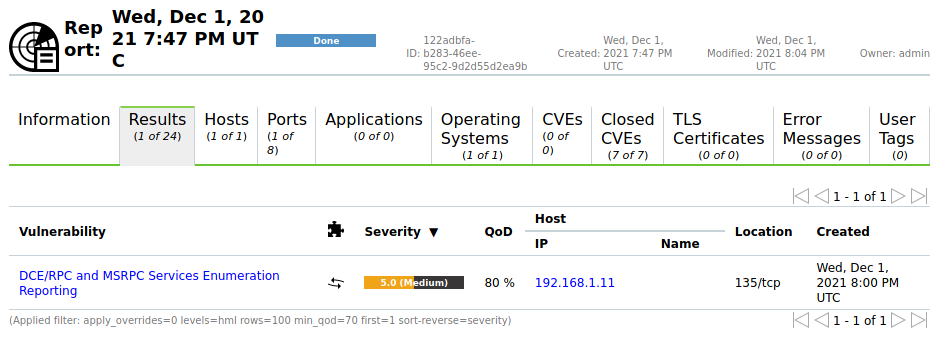 Report:
Wed, Dec 1, 2021 7:47 PM UTC
Done
ID:
122adbfa-
b283-46ee-
95c2-9d2d55d2ea9b
Created:
Wed, Dec 1,
2021 7:47 PM
UTC
Modified:
Wed, Dec 1,
2021 8:04 PM
UTC
Owner: admin
Information
Results
(1 of 24)
Hosts
(1 of 1)
Ports
(1 of
8)
Applications
(0 of 0)
Operating
Systems
(1 of 1)
CVEs
(0 of
0)
Closed
CVEs
(7 of 7)
TLS
Certificates
(0 of 0)
Error
Messages
(0 of 0)
User
Tags
(0)
1 - 1 of 1
Vulnerability
Severity ▼
QoD
Host
IP
Name
Location
Created
DCE/RPC and MSRPC Services Enumeration
Reporting
5.0 (Medium)
80 %
192.168.1.11
135/tcp
Wed, Dec 1,
2021 8:00 PM
UTC
(Applied filter: apply_overrides=0 levels=hml rows=100 min_qod=70 first=1 sort-reverse=severity)
1 - 1 of 1